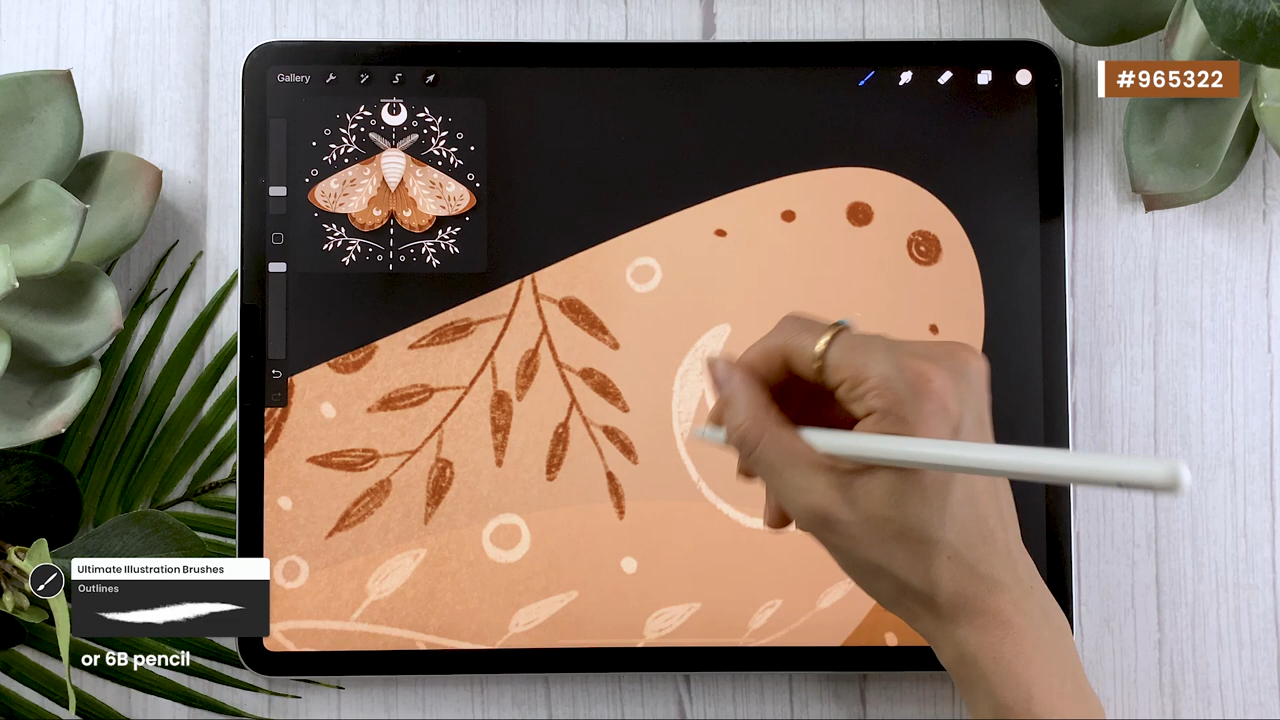 Gallery
#965322
Ultimate Illustration Brushes
Outlines
or 6B pencil